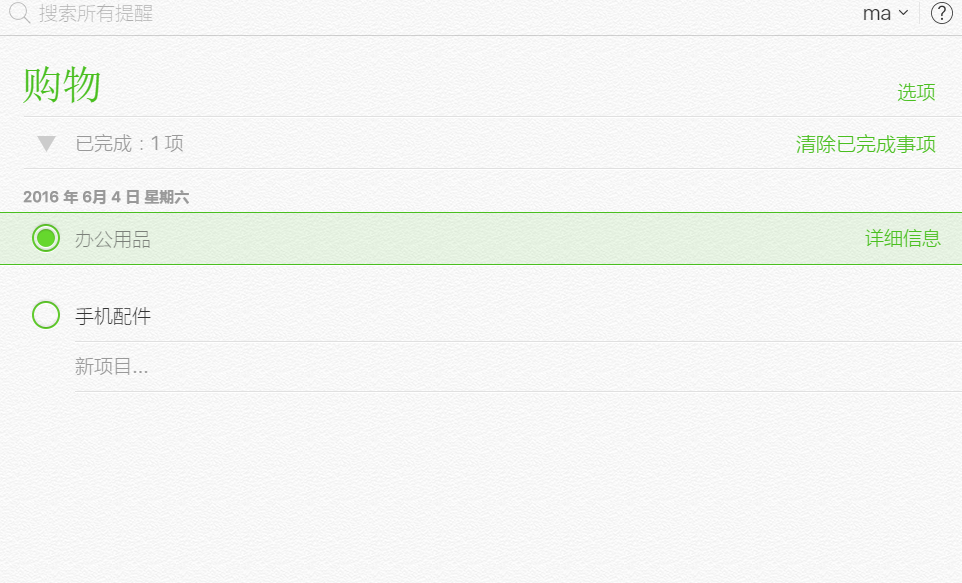 搜索所有提醒
ma
?
购物
选项
已完成：1 项
清除已完成事项
2016 年 6月 4 日 星期六
办公用品
详细信息
手机配件
新项目...